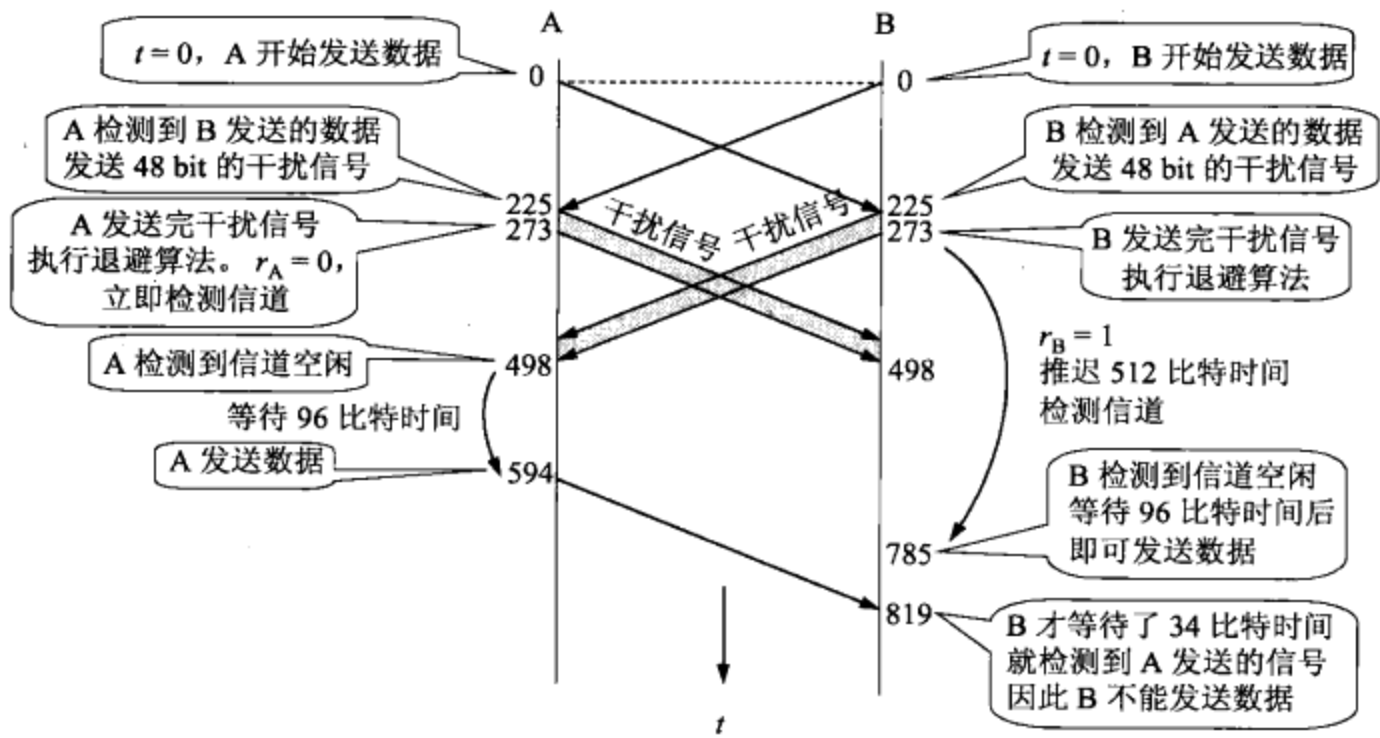 A
B
t = 0，A 开始发送数据
0
0
t = 0，B 开始发送数据
A 检测到 B 发送的数据
发送 48 bit 的干扰信号
B 检测到 A 发送的数据
发送 48 bit 的干扰信号
225
干扰信号
干扰信号
225
273
273
A 发送完干扰信号
执行退避算法。rA = 0，
立即检测信道
B 发送完干扰信号
执行退避算法
rB = 1
推迟 512 比特时间
检测信道
A 检测到信道空闲
498
498
等待 96 比特时间
A 发送数据
594
B 检测到信道空闲
等待 96 比特时间后
即可发送数据
785
819
B 才等待了 34 比特时间
就检测到 A 发送的信号
因此 B 不能发送数据
t